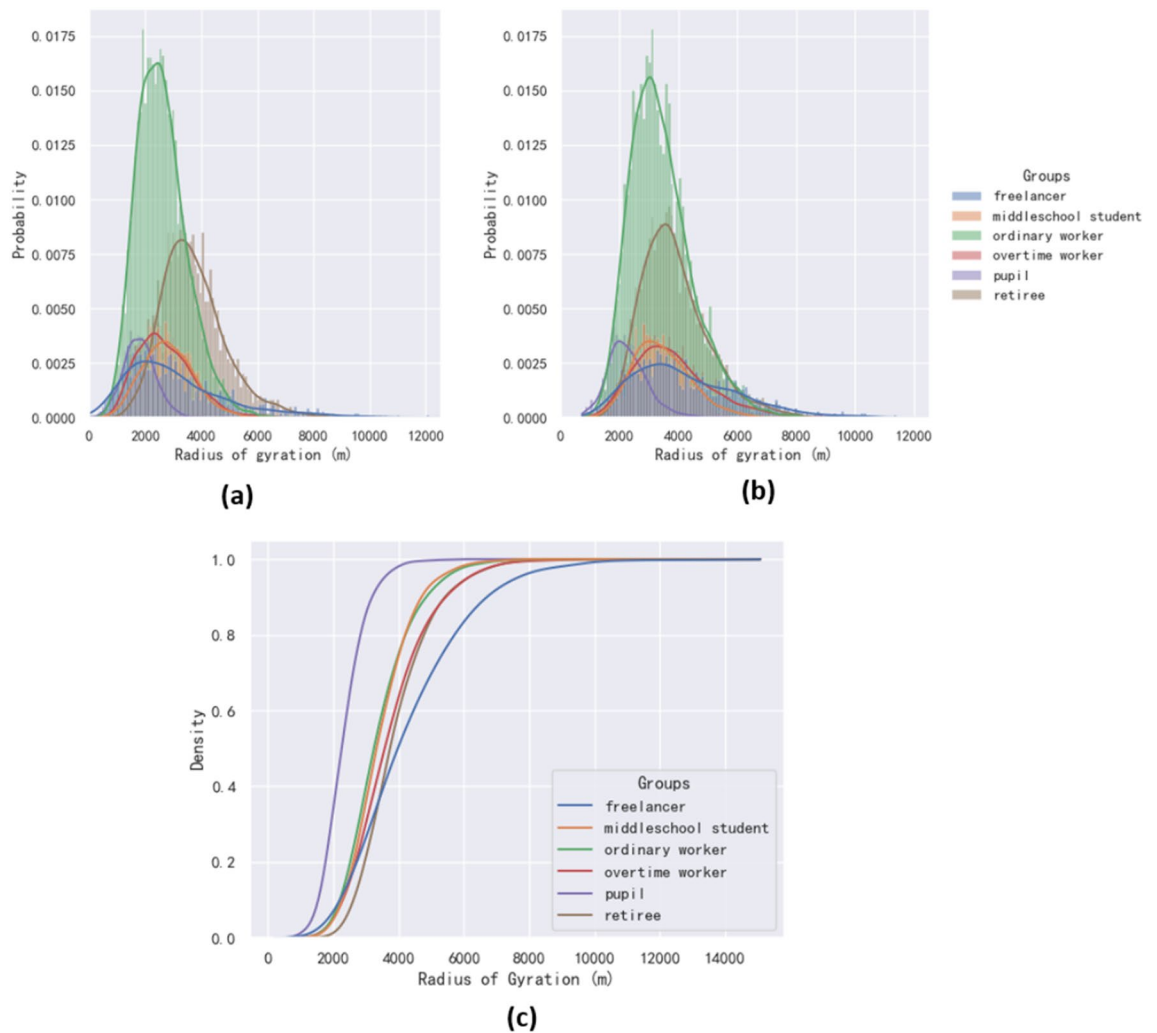 0.0175
0.0150
0.0125
0.0100
0.0075
0.0050
0.0025
0.0000
Probability
0 2000 4000 6000 8000 10000 12000
Radius of gyration (m)
(a)
0.0175
0.0150
0.0125
0.0100
0.0075
0.0050
0.0025
0.0000
Probability
0 2000 4000 6000 8000 10000 12000
Radius of gyration (m)
(b)
Groups
freelancer
middleschool student
ordinary worker
overtime worker
pupil
retiree
1.0
0.8
0.6
0.4
0.2
0.0
Density
Groups
freelancer
middleschool student
ordinary worker
overtime worker
pupil
retiree
0 2000 4000 6000 8000 10000 12000 14000
Radius of Gyration (m)
(c)